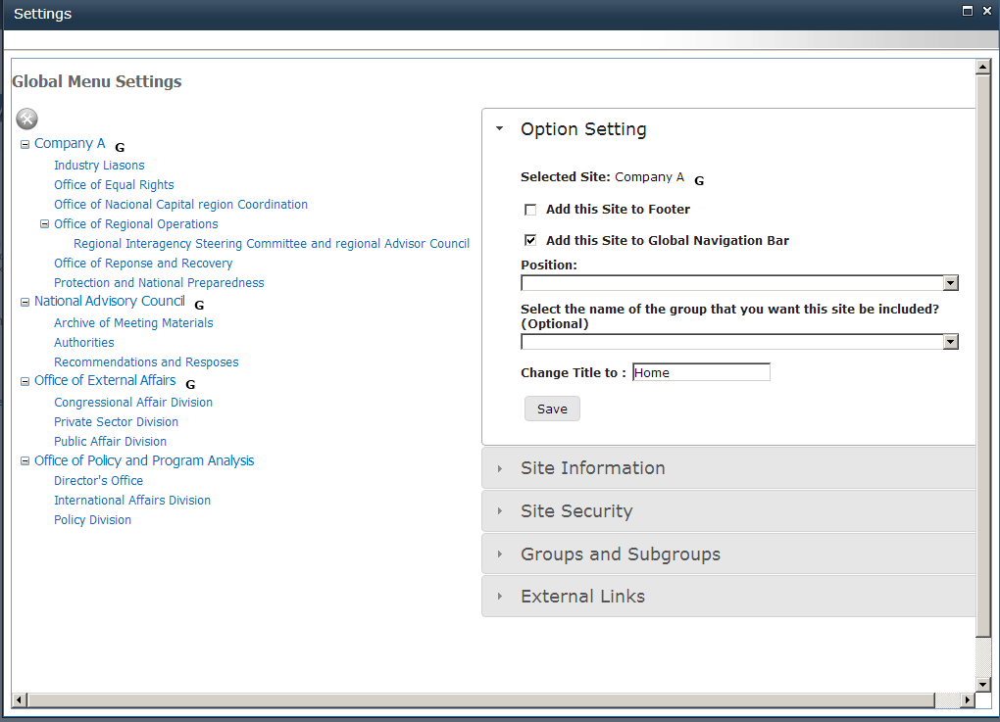 Settings
Global Menu Settings
Company A G
Industry Liasons
Office of Equal Rights
Office of Nacional Capital region Coordination
Office of Regional Operations
Regional Interagency Steering Committee and regional Advisor Council
Office of Reponse and Recovery
Protection and National Preparedness
National Advisory Council G
Archive of Meeting Materials
Authorities
Recommendations and Resposes
Office of External Affairs G
Congressional Affair Division
Private Sector Division
Public Affair Division
Office of Policy and Program Analysis
Director's Office
International Affairs Division
Policy Division
Option Setting
Selected Site: Company A G
Add this Site to Footer
Add this Site to Global Navigation Bar
Position:
Select the name of the group that you want this site be included?
(Optional)
Change Title to : Home
Save
Site Information
Site Security
Groups and Subgroups
External Links